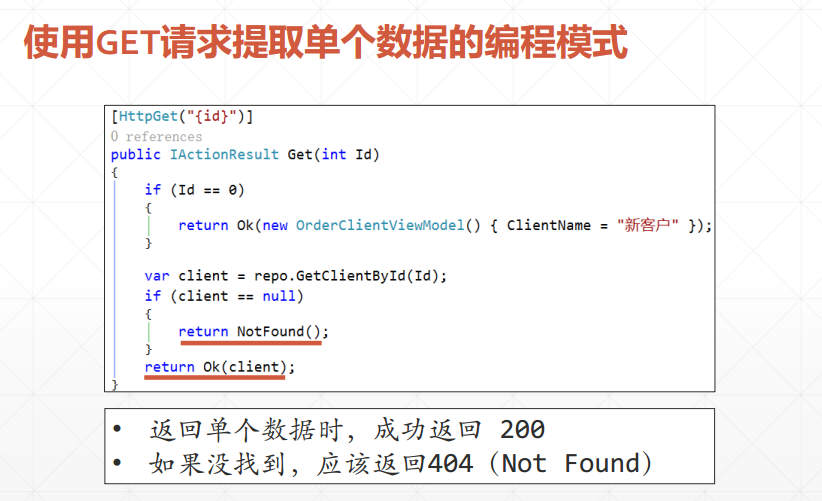 使用GET请求提取单个数据的编程模式
[HttpGet("{id}")]
0 references
public IActionResult Get(int Id)
{
if (Id == 0)
{
return Ok(new OrderClientViewModel() { ClientName = "新客户" });
}
var client = repo.GetClientById(Id);
if (client == null)
{
return NotFound();
}
return Ok(client);
}
• 返回单个数据时，成功返回 200
• 如果没找到，应该返回404（Not Found）